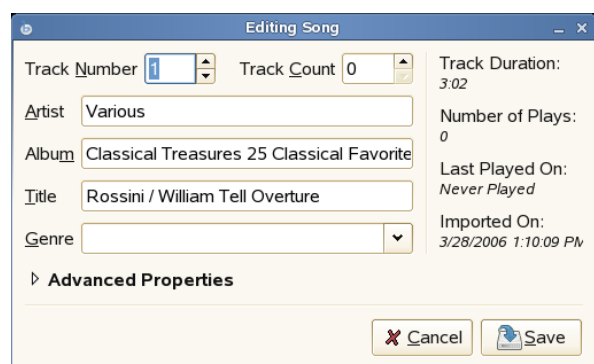 Editing Song
Track Number 1 Track Count 0
Artist Various
Album Classical Treasures 25 Classical Favorite
Title Rossini / William Tell Overture
Genre
Advanced Properties
Track Duration:
3:02
Number of Plays:
0
Last Played On:
Never Played
Imported On:
3/28/2006 1:10:09 PM
Cancel Save